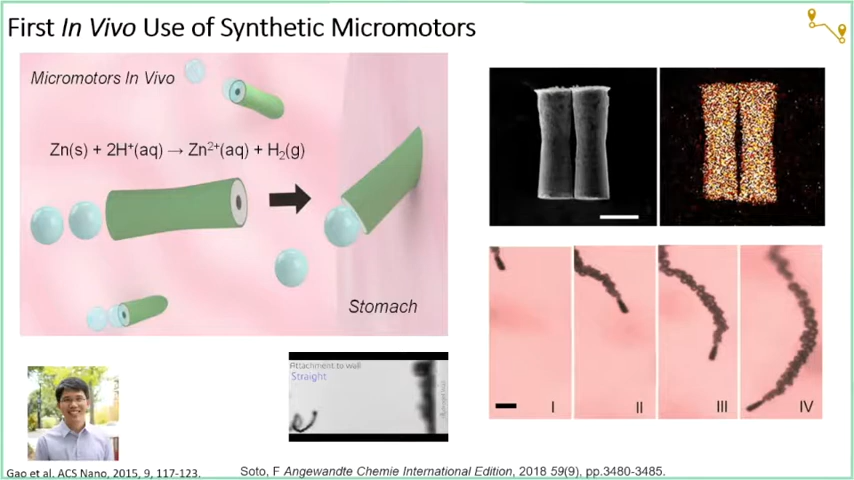 First In Vivo Use of Synthetic Micromotors
Micromotors In Vivo
Zn(s) + 2H⁺(aq) → Zn²⁺(aq) + H₂(g)
Stomach
Attachment to wall
Straight
I
II
III
IV
Gao et al. ACS Nano, 2015, 9, 117-123.
Soto, F Angewandte Chemie International Edition, 2018 59(9), pp.3480-3485.